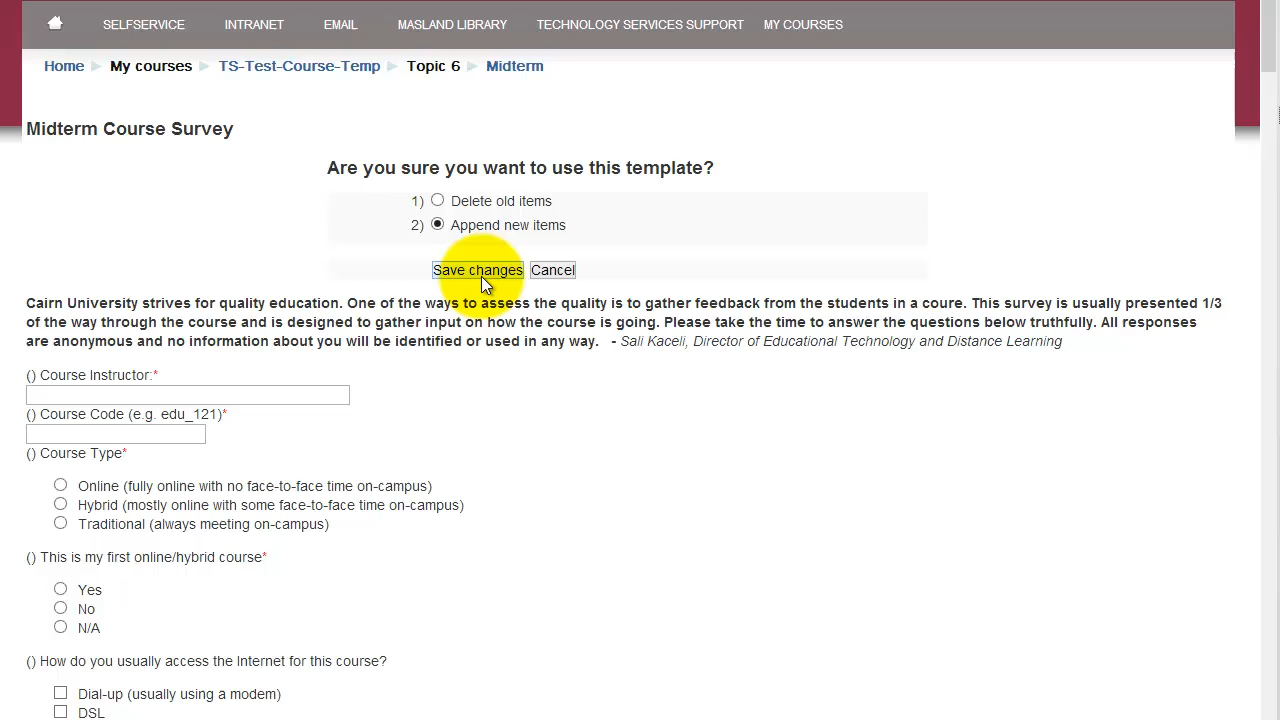 SELFSERVICE INTRANET EMAIL MASLAND LIBRARY TECHNOLOGY SERVICES SUPPORT MY COURSES
Home My courses TS-Test-Course-Temp Topic 6 Midterm
Midterm Course Survey
Are you sure you want to use this template?
1) Delete old items
2) Append new items
Save changes Cancel
Cairn University strives for quality education. One of the ways to assess the quality is to gather feedback from the students in a coure. This survey is usually presented 1/3
of the way through the course and is designed to gather input on how the course is going. Please take the time to answer the questions below truthfully. All responses
are anonymous and no information about you will be identified or used in any way. - Sali Kaceli, Director of Educational Technology and Distance Learning
() Course Instructor:*
() Course Code (e.g. edu_121)*
() Course Type*
Online (fully online with no face-to-face time on-campus)
Hybrid (mostly online with some face-to-face time on-campus)
Traditional (always meeting on-campus)
() This is my first online/hybrid course*
Yes
No
N/A
() How do you usually access the Internet for this course?
Dial-up (usually using a modem)
DSL